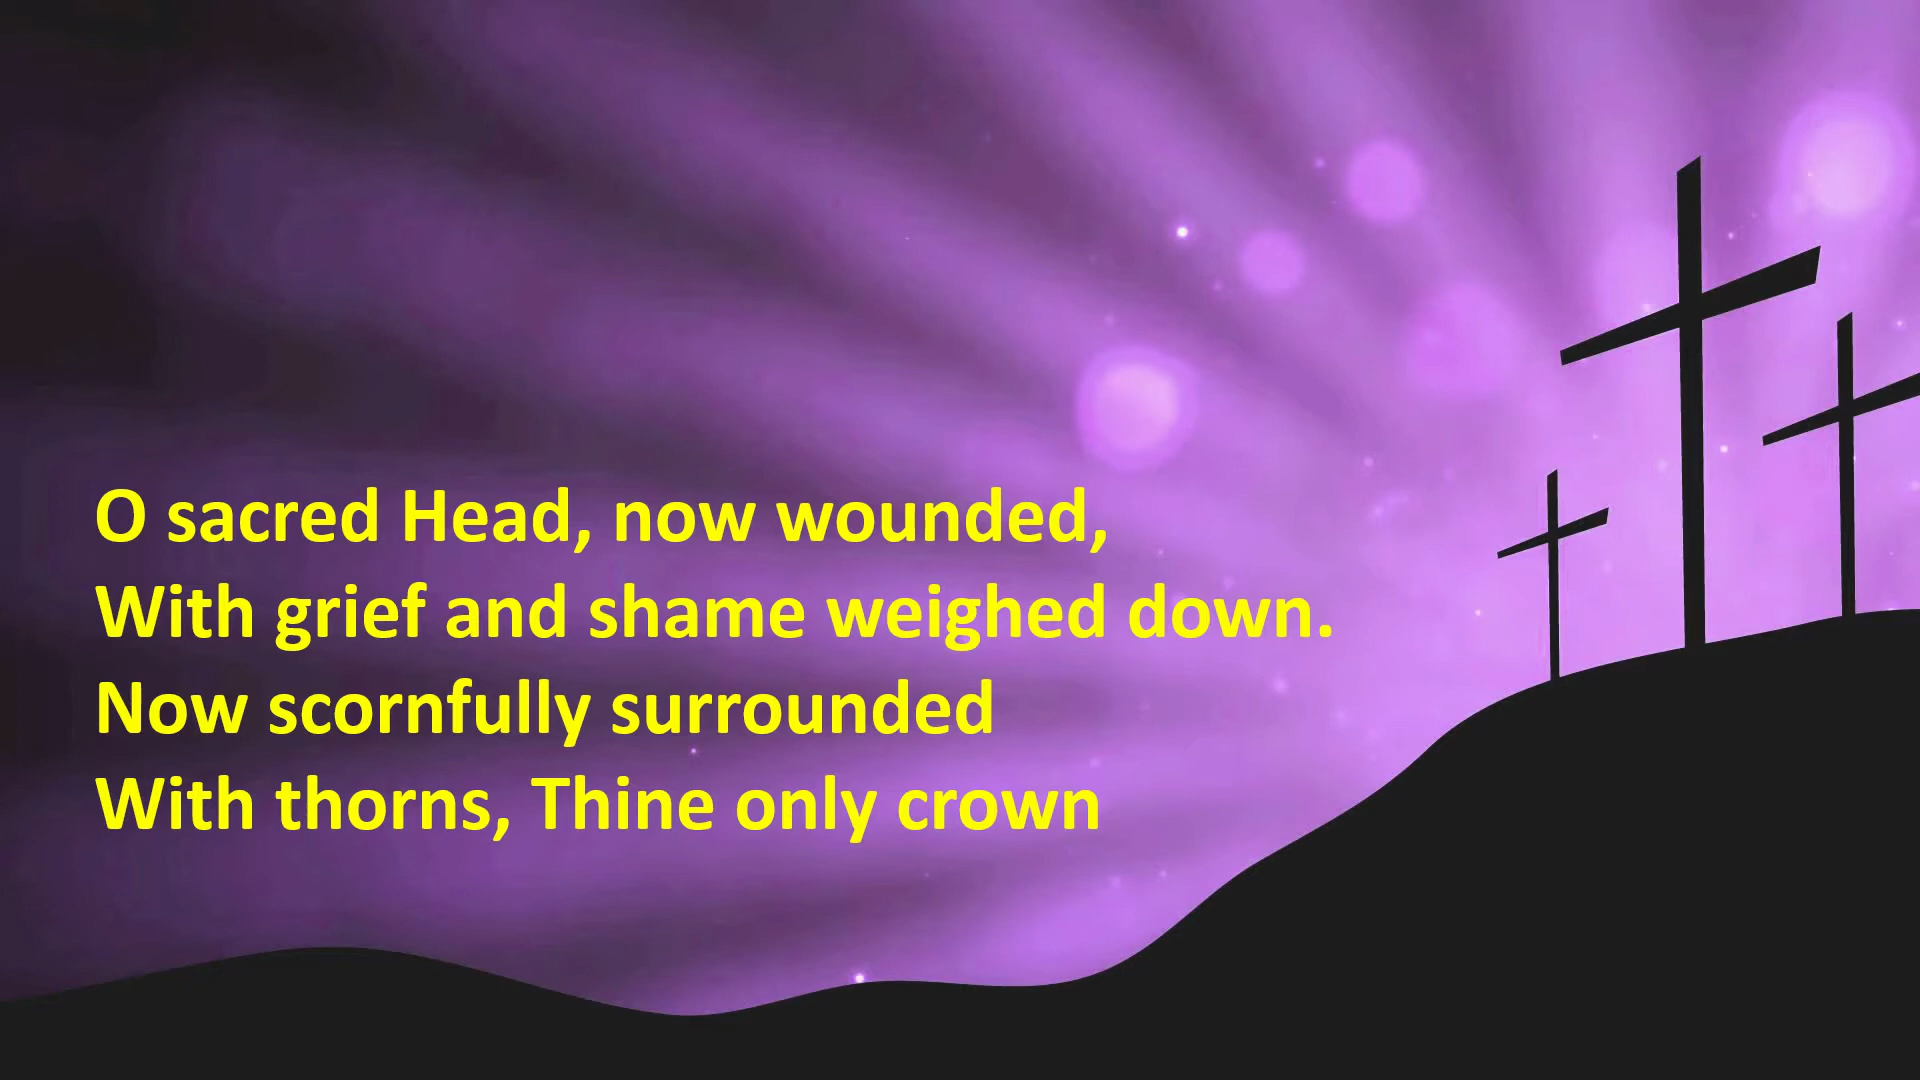 O sacred Head, now wounded,
With grief and shame weighed down.
Now scornfully surrounded
With thorns, Thine only crown